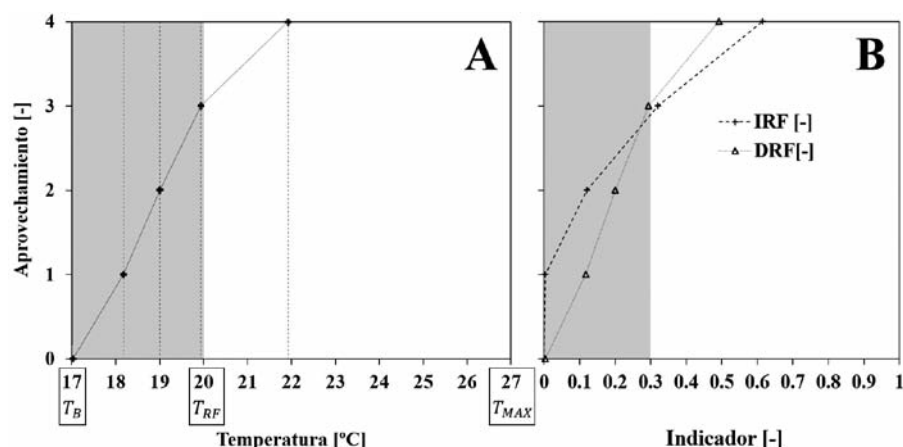 A
B
Aprovechamiento [-]
4
3
2
1
0
IRF [-]
DRF[-]
17 18 19 20 21 22 23 24 25 26 27
T_B T_RF T_MAX
Temperatura [ºC]
0 0.1 0.2 0.3 0.4 0.5 0.6 0.7 0.8 0.9 1
Indicador [-]